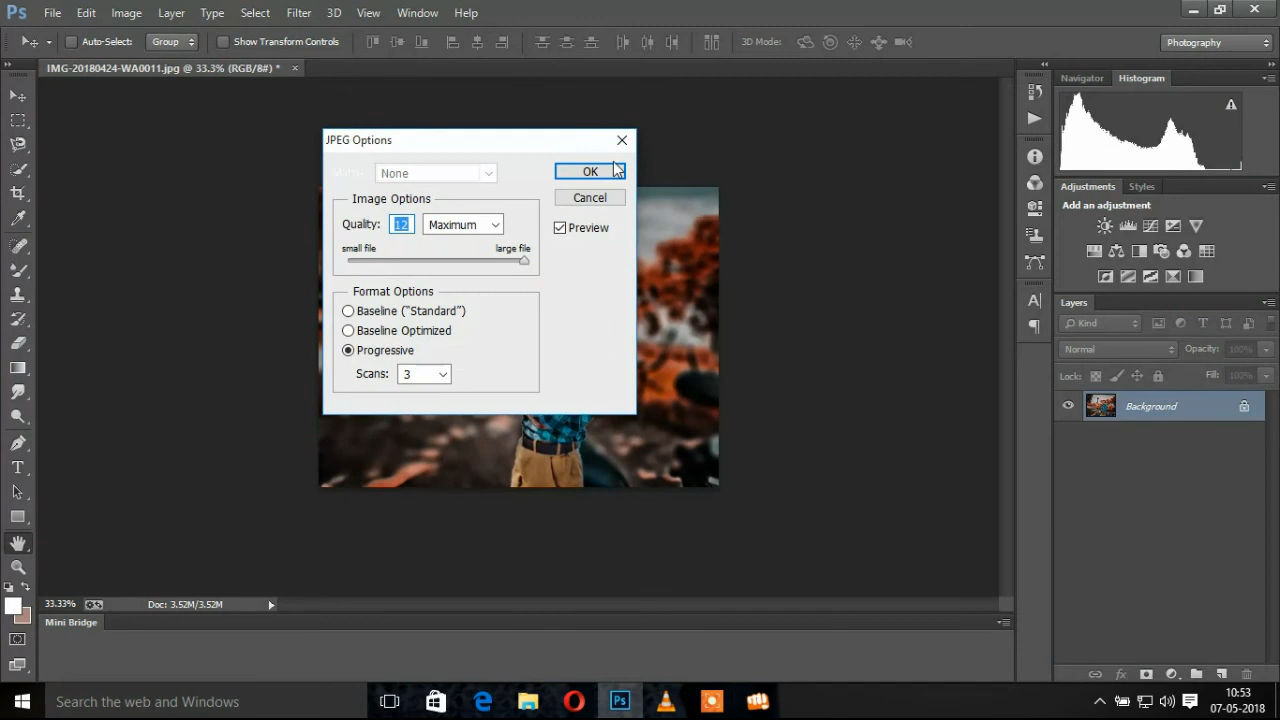 Ps File Edit Image Layer Type Select Filter 3D View Window Help
Auto-Select: Group Show Transform Controls 3D Mode: Photography
IMG-20180424-WA0011.jpg @ 33.3% (RGB/8#) * ×
Navigator Histogram
JPEG Options
None OK
Image Options Cancel
Quality: 12 Maximum Preview
small file large file
Format Options
Baseline ("Standard")
Baseline Optimized
Progressive
Scans: 3
Adjustments Styles
Add an adjustment
Layers
Kind
Normal Opacity: 100%
Lock: Fill: 100%
Background
33.33% Doc: 3.52M/3.52M
Mini Bridge
Search the web and Windows
Ps
10:53
07-05-2018